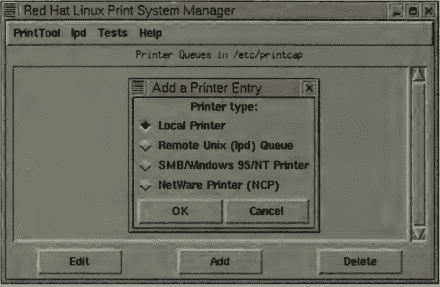 Red Hat Linux Print System Manager
PrintTool lpd Tests Help
Printer Queues in /etc/printcap
Add a Printer Entry
Printer type:
Local Printer
Remote Unix (lpd) Queue
SMB/Windows 95/NT Printer
NetWare Printer (NCP)
OK Cancel
Edit Add Delete